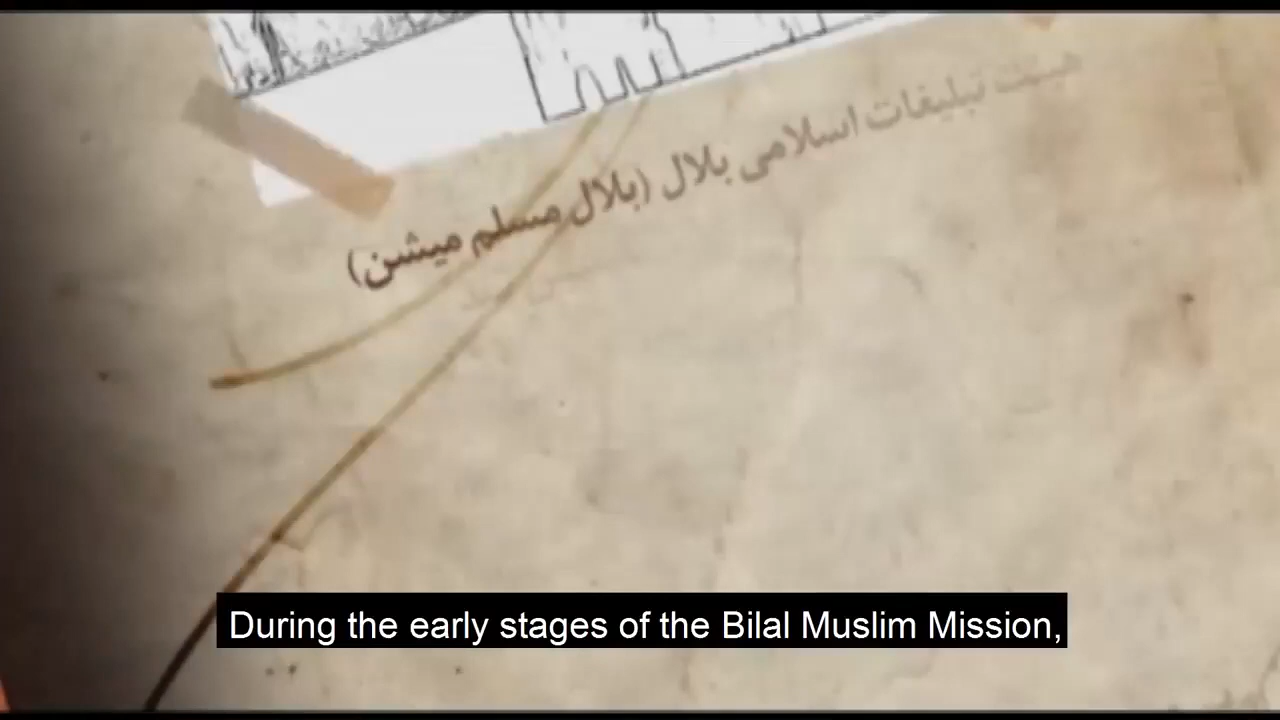 هیئت تبلیغات اسلامی بلال (بلال مسلم میشن)
During the early stages of the Bilal Muslim Mission,